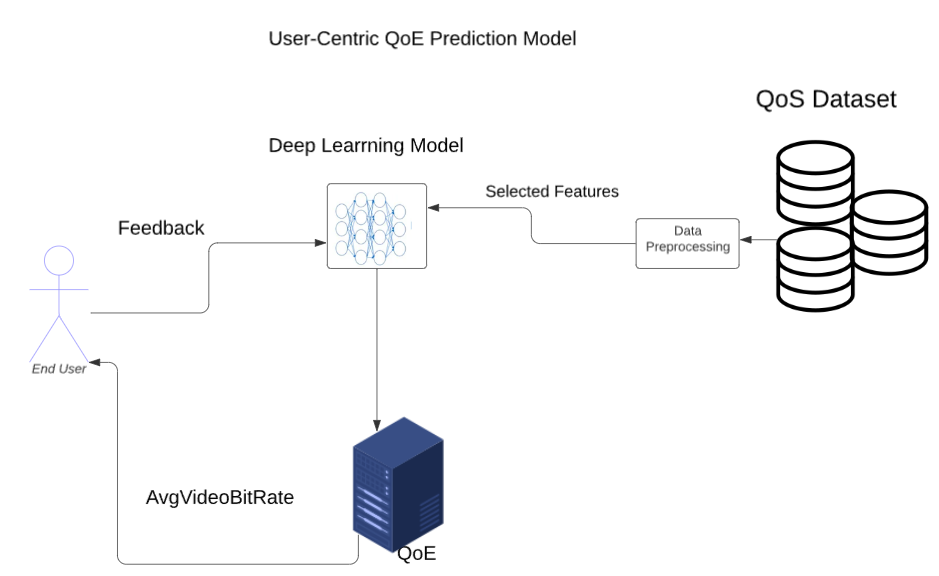 User-Centric QoE Prediction Model
QoS Dataset
Deep Learrning Model
Selected Features
Feedback
Data
Preprocessing
End User
AvgVideoBitRate
QoE